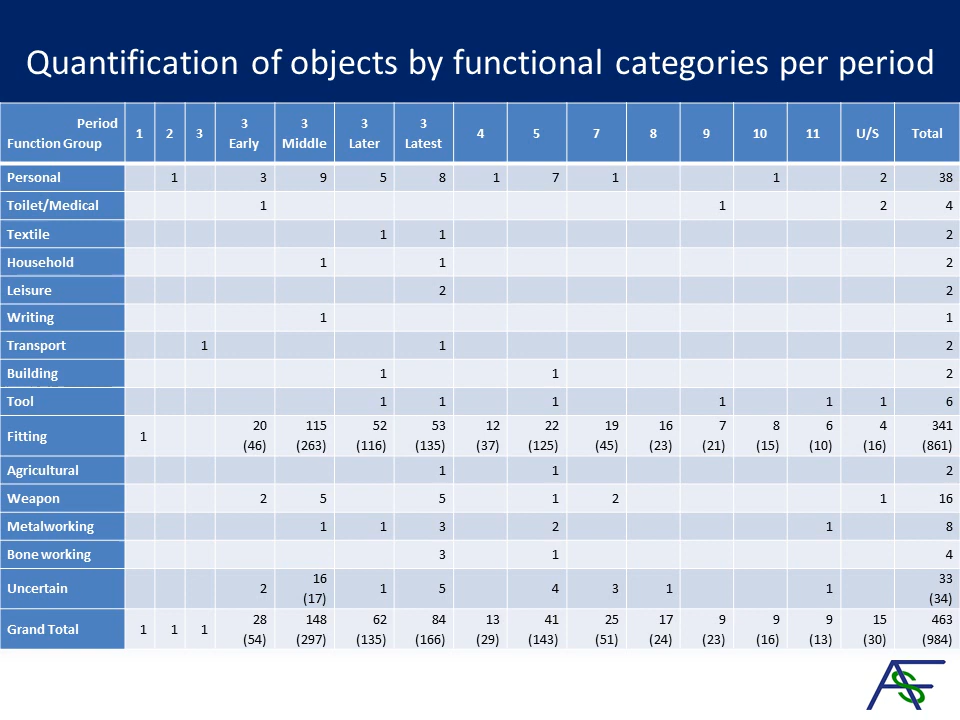 Quantification of objects by functional categories per period
Period
Function Group 1 2 3 3 Early 3 Middle 3 Later 3 Latest 4 5 7 8 9 10 11 U/S Total
Personal 1 3 9 5 8 1 7 1 1 2 38
Toilet/Medical 1 1 2 4
Textile 1 1 2
Household 1 1 2
Leisure 2 2
Writing 1 1
Transport 1 1 2
Building 1 1 2
Tool 1 1 1 1 1 1 6
Fitting 1 20 (46) 115 (263) 52 (116) 53 (135) 12 (37) 22 (125) 19 (45) 16 (23) 7 (21) 8 (15) 6 (10) 4 (16) 341 (861)
Agricultural 1 1 2
Weapon 2 5 5 1 2 1 16
Metalworking 1 1 3 2 1 8
Bone working 3 1 4
Uncertain 2 16 (17) 1 5 4 3 1 1 33 (34)
Grand Total 1 1 1 28 (54) 148 (297) 62 (135) 84 (166) 13 (29) 41 (143) 25 (51) 17 (24) 9 (23) 9 (16) 9 (13) 15 (30) 463 (984)
AFS